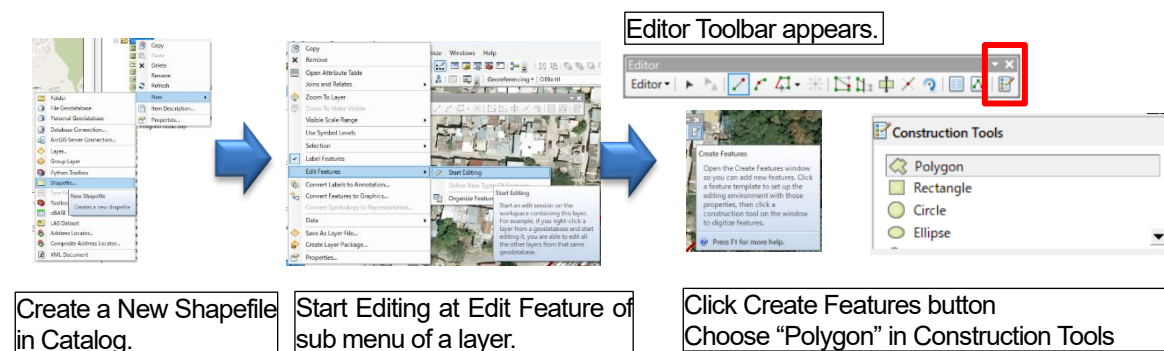 Editor Toolbar appears.
Copy
Paste
Delete
Rename
Refresh
New
Item Description...
Properties...
Folder
File Geodatabase
Personal Geodatabase
Database Connection...
ArcGIS Server Connection...
Layer...
Group Layer
Python Toolbox
Shapefile...
New Shapefile
Creates a new shapefile
Toolbox
dBASE
LAS Dataset
Address Locator...
Composite Address Locator...
XML Document
Windows Help
Georeferencing
Copy
Remove
Open Attribute Table
Joins and Relates
Zoom To Layer
Zoom To Make Visible
Visible Scale Range
Use Symbol Levels
Selection
Label Features
Edit Features
Convert Labels to Annotation...
Convert Features to Graphics...
Convert Symbology to Representation...
Data
Save As Layer File...
Create Layer Package...
Properties...
Start Editing
Define New Types Of Features
Organize Feature
Start Editing
Start an edit session on the
workspace containing this layer.
For example, if you right-click a
layer from a geodatabase and start
editing it, you are able to edit all
the other layers from that same
geodatabase.
Editor
Editor
Create Features
Open the Create Features window
so you can add new features. Click
a feature template to set up the
editing environment with those
properties, then click a
construction tool on the window
to digitize features.
Press F1 for more help.
Construction Tools
Polygon
Rectangle
Circle
Ellipse
Create a New Shapefile
in Catalog.
Start Editing at Edit Feature of
sub menu of a layer.
Click Create Features button
Choose “Polygon” in Construction Tools